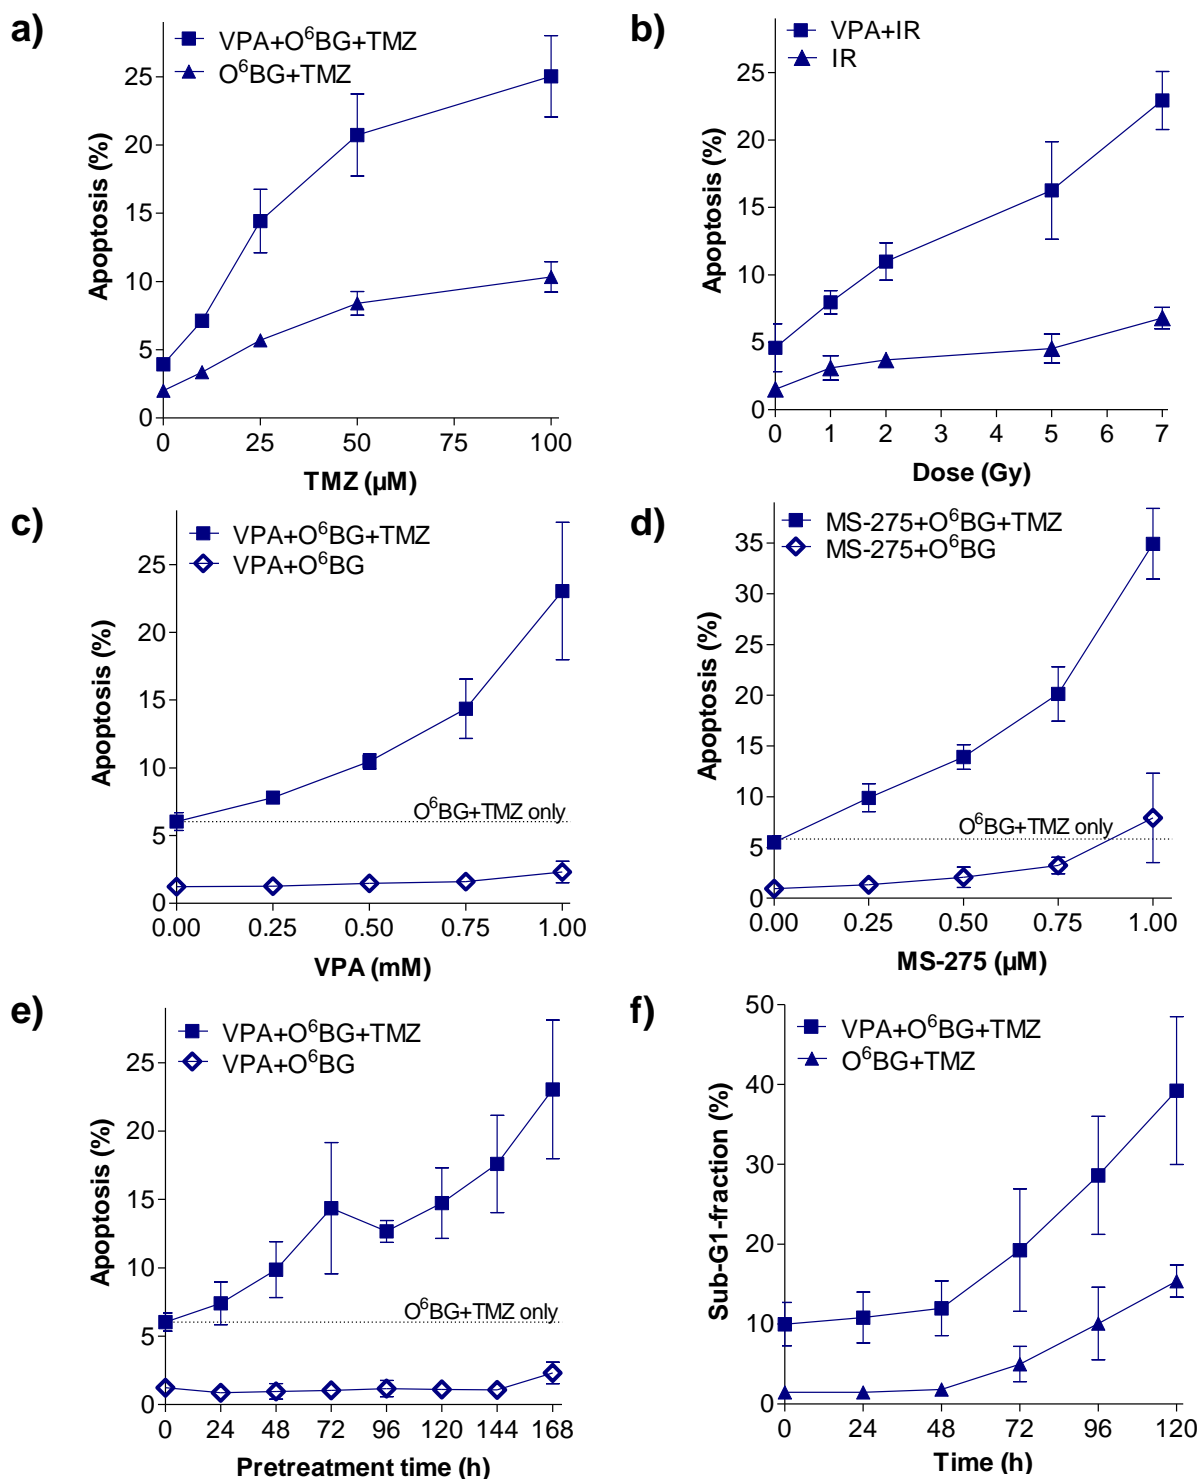 a)
VPA+O⁶BG+TMZ
O⁶BG+TMZ
Apoptosis (%)
25
20
15
10
5
0
0 25 50 75 100
TMZ (µM)
b)
VPA+IR
IR
Apoptosis (%)
25
20
15
10
5
0
0 1 2 3 4 5 6 7
Dose (Gy)
c)
VPA+O⁶BG+TMZ
VPA+O⁶BG
Apoptosis (%)
25
20
15
10
5
0
O⁶BG+TMZ only
0.00 0.25 0.50 0.75 1.00
VPA (mM)
d)
MS-275+O⁶BG+TMZ
MS-275+O⁶BG
Apoptosis (%)
35
30
25
20
15
10
5
0
O⁶BG+TMZ only
0.00 0.25 0.50 0.75 1.00
MS-275 (µM)
e)
VPA+O⁶BG+TMZ
VPA+O⁶BG
Apoptosis (%)
25
20
15
10
5
0
O⁶BG+TMZ only
0 24 48 72 96 120 144 168
Pretreatment time (h)
f)
VPA+O⁶BG+TMZ
O⁶BG+TMZ
Sub-G1-fraction (%)
50
40
30
20
10
0
0 24 48 72 96 120
Time (h)